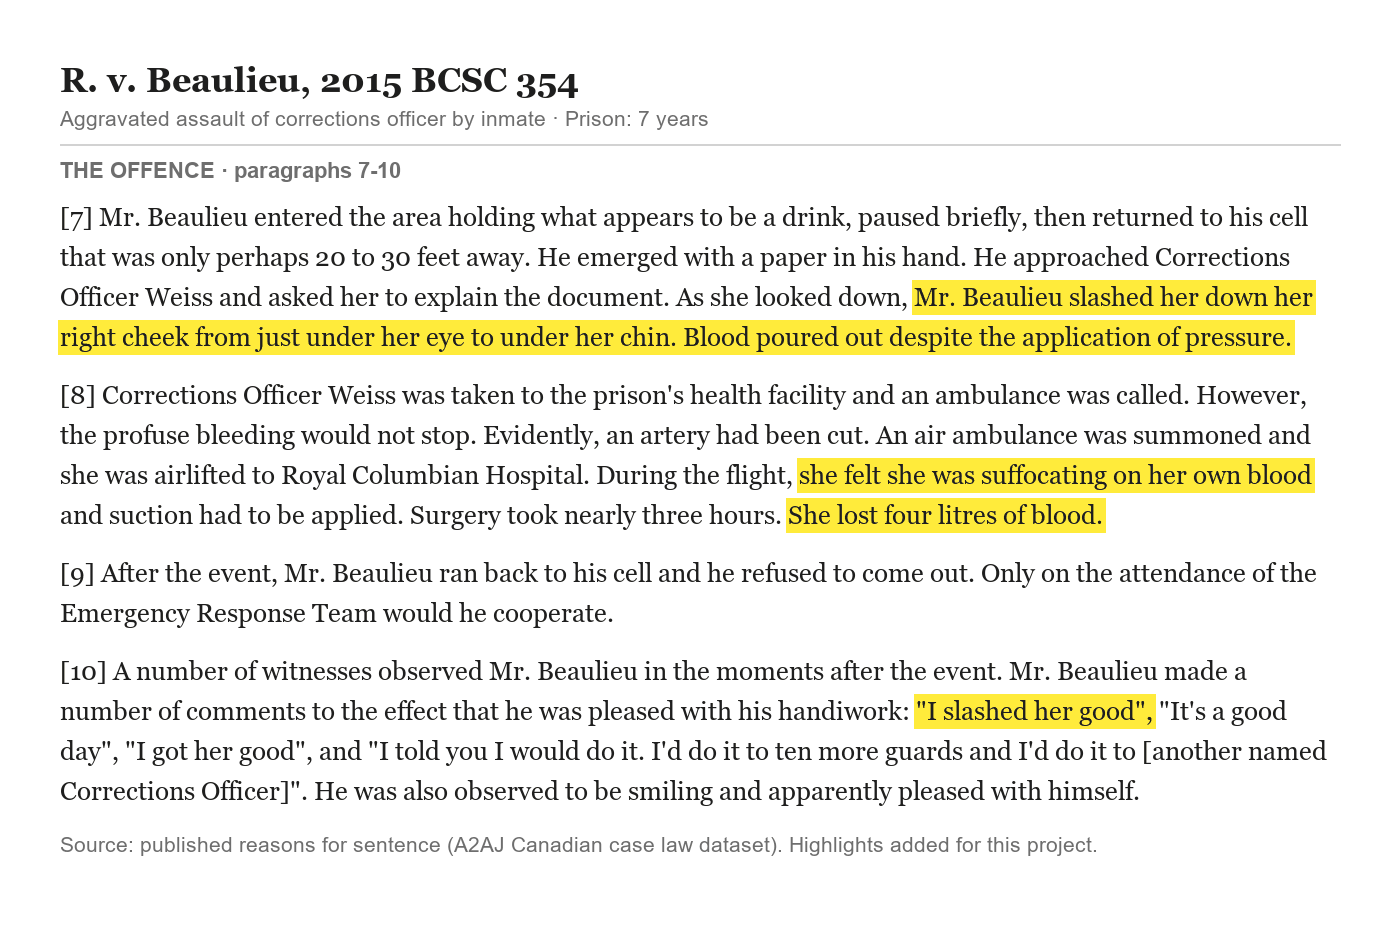 R. v. Beaulieu, 2015 BCSC 354
Aggravated assault of corrections officer by inmate · Prison: 7 years
THE OFFENCE · paragraphs 7-10
[7] Mr. Beaulieu entered the area holding what appears to be a drink, paused briefly, then returned to his cell
that was only perhaps 20 to 30 feet away. He emerged with a paper in his hand. He approached Corrections
Officer Weiss and asked her to explain the document. As she looked down, Mr. Beaulieu slashed her down her
right cheek from just under her eye to under her chin. Blood poured out despite the application of pressure.
[8] Corrections Officer Weiss was taken to the prison's health facility and an ambulance was called. However,
the profuse bleeding would not stop. Evidently, an artery had been cut. An air ambulance was summoned and
she was airlifted to Royal Columbian Hospital. During the flight, she felt she was suffocating on her own blood
and suction had to be applied. Surgery took nearly three hours. She lost four litres of blood.
[9] After the event, Mr. Beaulieu ran back to his cell and he refused to come out. Only on the attendance of the
Emergency Response Team would he cooperate.
[10] A number of witnesses observed Mr. Beaulieu in the moments after the event. Mr. Beaulieu made a
number of comments to the effect that he was pleased with his handiwork: "I slashed her good", "It's a good
day", "I got her good", and "I told you I would do it. I'd do it to ten more guards and I'd do it to [another named
Corrections Officer]". He was also observed to be smiling and apparently pleased with himself.
Source: published reasons for sentence (A2AJ Canadian case law dataset). Highlights added for this project.